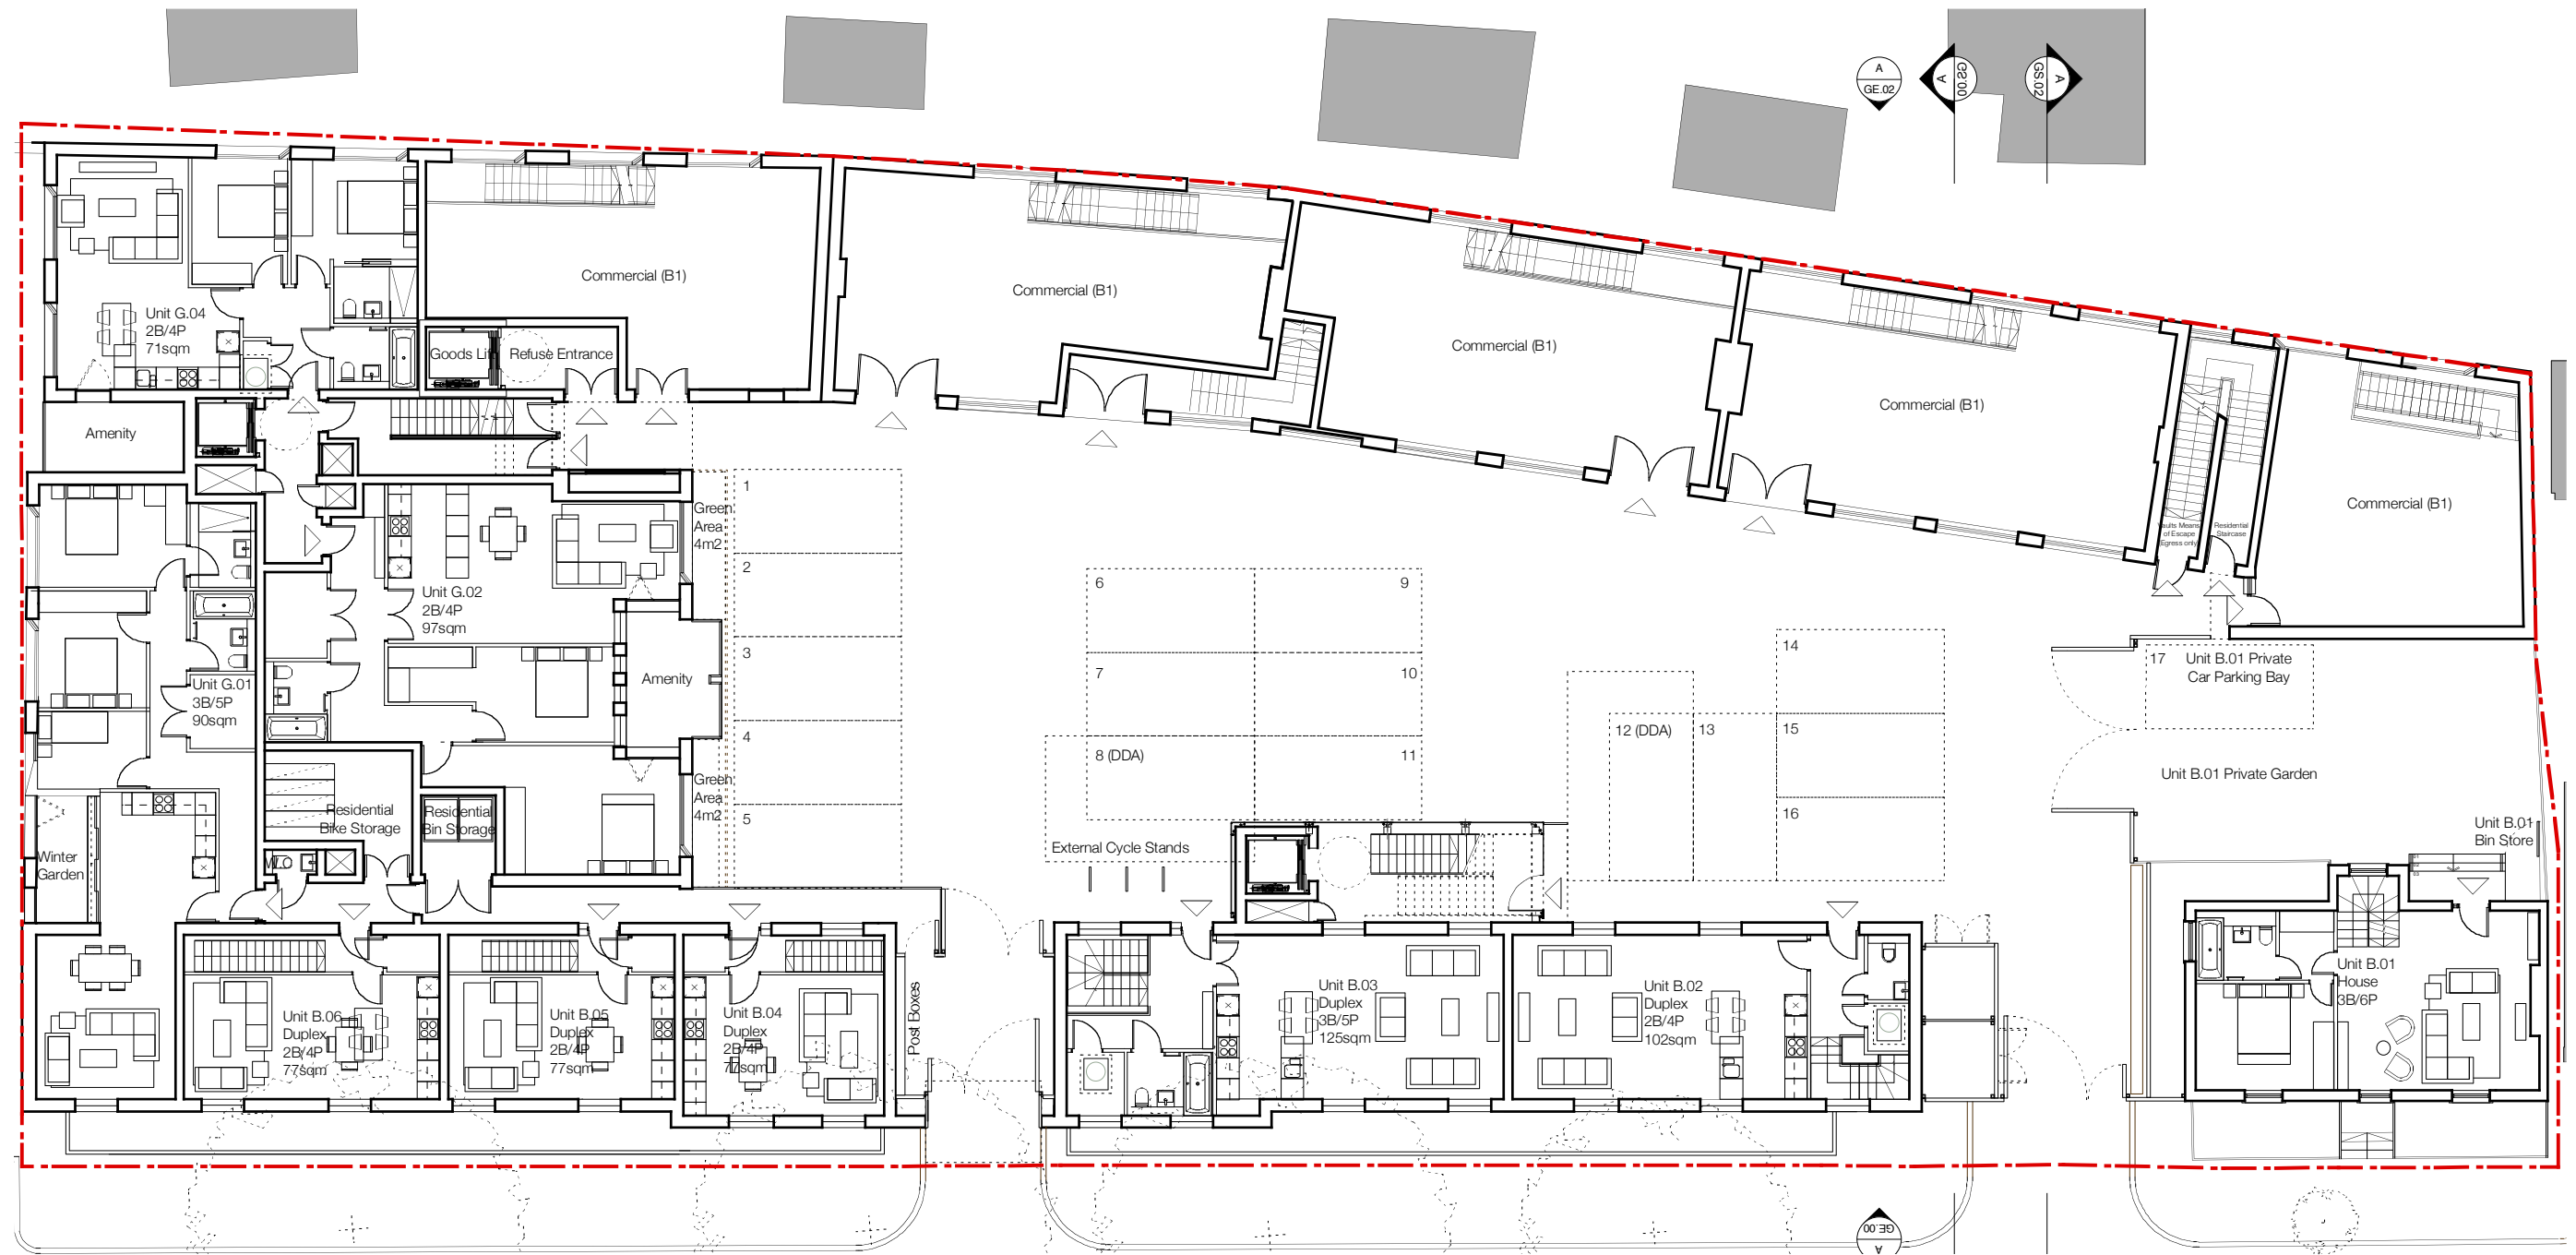 A
GE.02
A
GS.00
GS.02
A
Commercial (B1)
Commercial (B1)
Commercial (B1)
Commercial (B1)
Commercial (B1)
Unit G.04
2B/4P
71sqm
Goods Lift
Refuse Entrance
Amenity
Vaults Means
of Escape
Egress only
Residential
Staircase
Green
Area
4m2
1
2
3
4
5
Unit G.02
2B/4P
97sqm
Amenity
Unit G.01
3B/5P
90sqm
6
9
7
10
8 (DDA)
11
12 (DDA)
13
14
15
16
17
Unit B.01 Private
Car Parking Bay
Unit B.01 Private Garden
Unit B.01
Bin Store
Green
Area
4m2
Residential
Bike Storage
Residential
Bin Storage
External Cycle Stands
Winter
Garden
WC
Unit B.06
Duplex
2B/4P
77sqm
Unit B.05
Duplex
2B/4P
77sqm
Unit B.04
Duplex
2B/4P
77sqm
Post Boxes
Unit B.03
Duplex
3B/5P
125sqm
Unit B.02
Duplex
2B/4P
102sqm
Unit B.01
House
3B/6P
GE.00
A